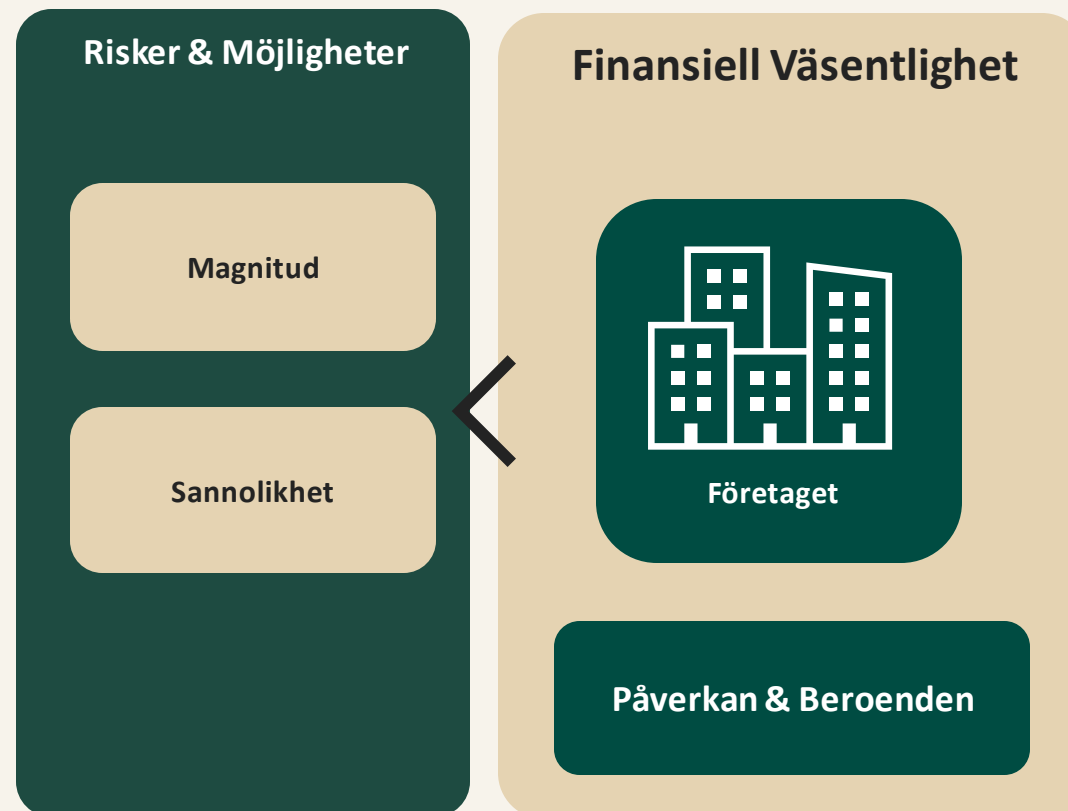 Risker & Möjligheter
Magnitud
Sannolikhet
Finansiell Väsentlighet
Företaget
Påverkan & Beroenden